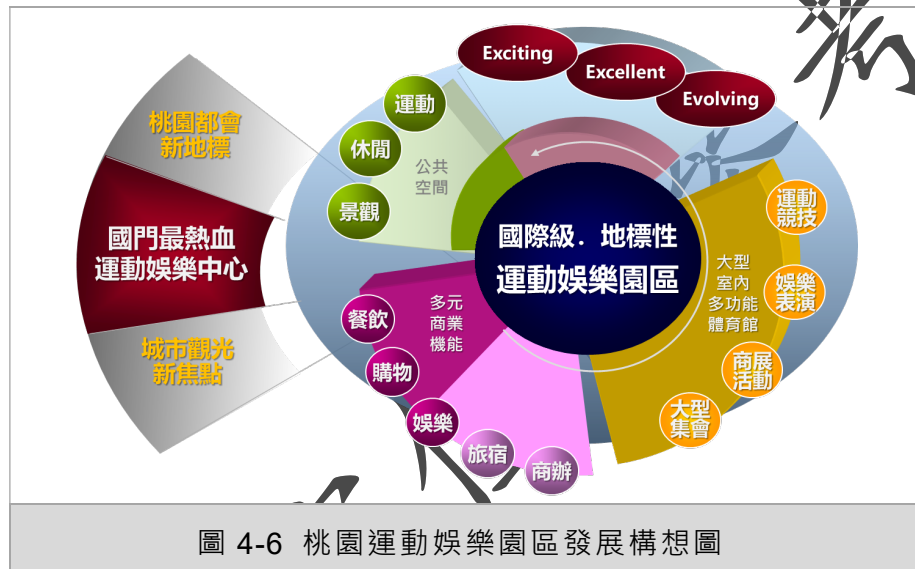 Exciting
Excellent
Evolving
桃園都會
新地標
國門最熱血
運動娛樂中心
城市觀光
新焦點
運動
休閒
景觀
公共
空間
國際級．地標性
運動娛樂園區
大型
室內
多功能
體育館
運動
競技
娛樂
表演
商展
活動
大型
集會
多元
商業
機能
餐飲
購物
娛樂
旅宿
商辦
圖 4-6 桃園運動娛樂園區發展構想圖